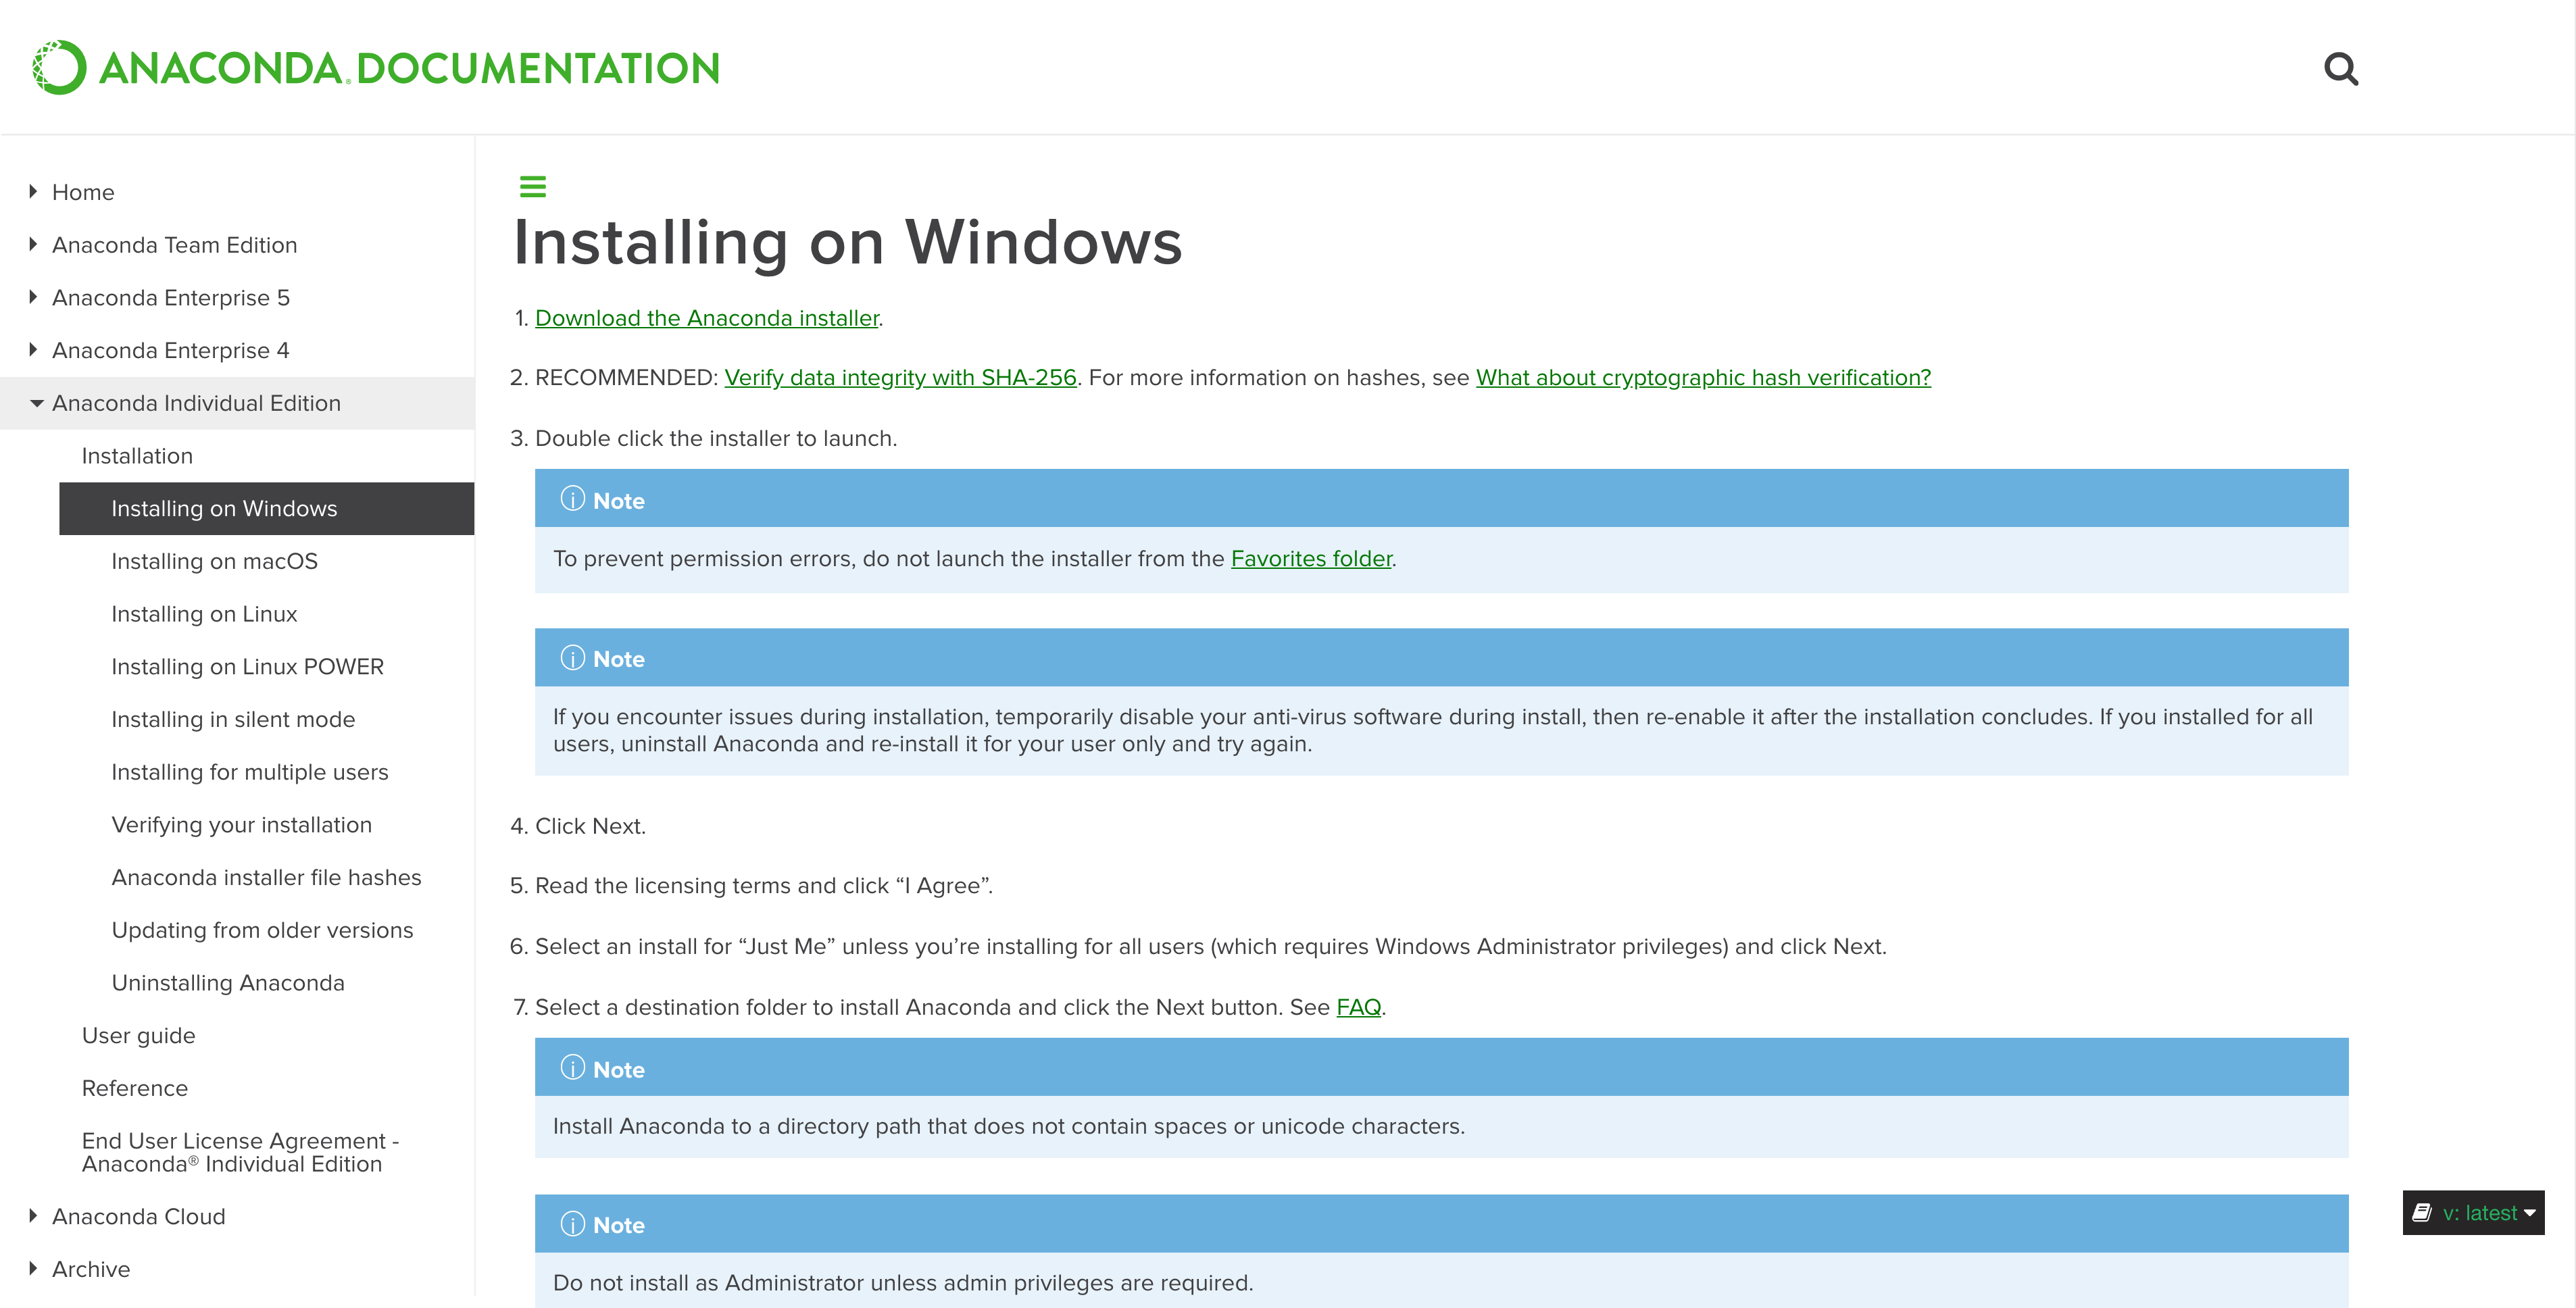 ANACONDA® DOCUMENTATION
Home
Anaconda Team Edition
Anaconda Enterprise 5
Anaconda Enterprise 4
Anaconda Individual Edition
Installation
Installing on Windows
Installing on macOS
Installing on Linux
Installing on Linux POWER
Installing in silent mode
Installing for multiple users
Verifying your installation
Anaconda installer file hashes
Updating from older versions
Uninstalling Anaconda
User guide
Reference
End User License Agreement -
Anaconda® Individual Edition
Anaconda Cloud
Archive
Installing on Windows
1. Download the Anaconda installer.
2. RECOMMENDED: Verify data integrity with SHA-256. For more information on hashes, see What about cryptographic hash verification?
3. Double click the installer to launch.
Note
To prevent permission errors, do not launch the installer from the Favorites folder.
Note
If you encounter issues during installation, temporarily disable your anti-virus software during install, then re-enable it after the installation concludes. If you installed for all
users, uninstall Anaconda and re-install it for your user only and try again.
4. Click Next.
5. Read the licensing terms and click “I Agree”.
6. Select an install for “Just Me” unless you’re installing for all users (which requires Windows Administrator privileges) and click Next.
7. Select a destination folder to install Anaconda and click the Next button. See FAQ.
Note
Install Anaconda to a directory path that does not contain spaces or unicode characters.
Note
Do not install as Administrator unless admin privileges are required.
v: latest